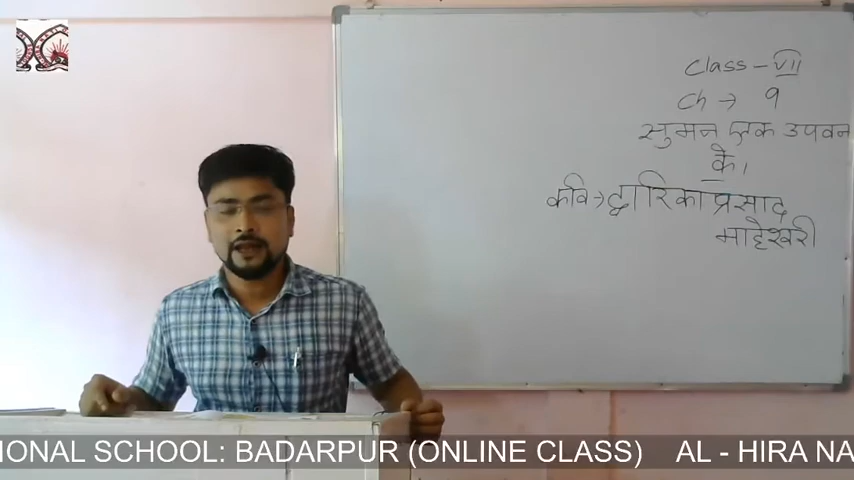 Class - VII
Ch → 9
सुमन एक उपवन
के।
कवि → द्वारिका प्रसाद
माहेश्वरी
IONAL SCHOOL: BADARPUR (ONLINE CLASS) AL - HIRA NA